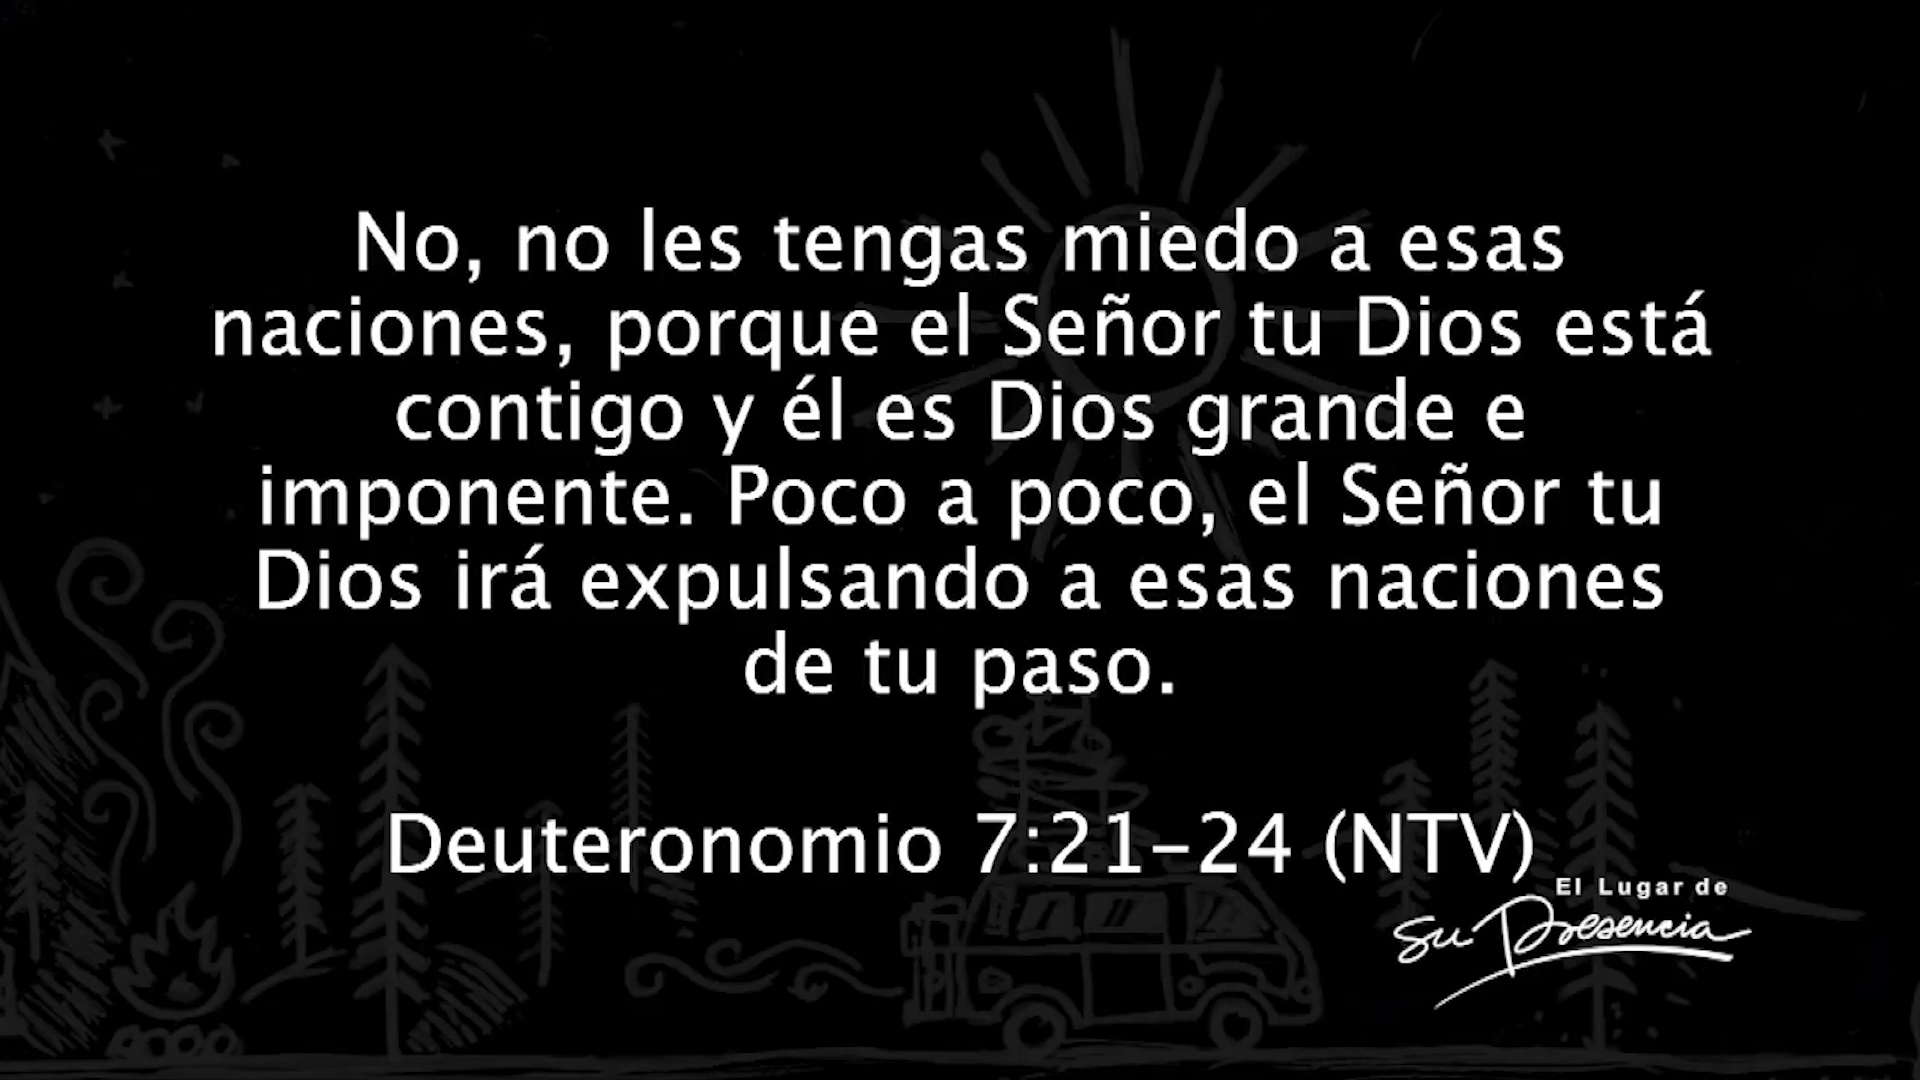 No, no les tengas miedo a esas
naciones, porque el Señor tu Dios está
contigo y él es Dios grande e
imponente. Poco a poco, el Señor tu
Dios irá expulsando a esas naciones
de tu paso.
Deuteronomio 7:21-24 (NTV)
El Lugar de
Su Presencia